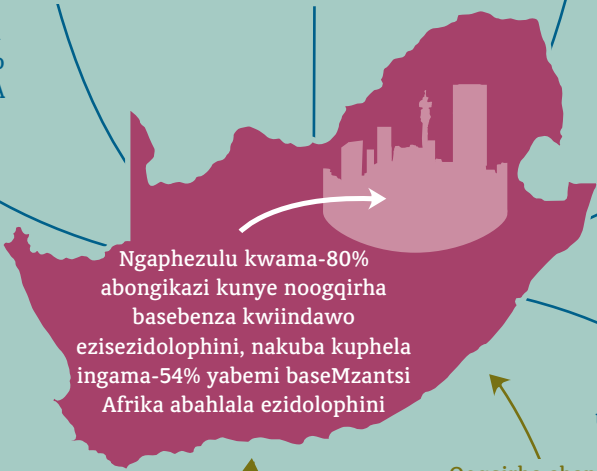 Ngaphezulu kwama-80%
abongikazi kunye noogqirha
basebenza kwiindawo
ezisezidolophini, nakuba kuphela
ingama-54% yabemi baseMzantsi
Afrika abahlala ezidolophini